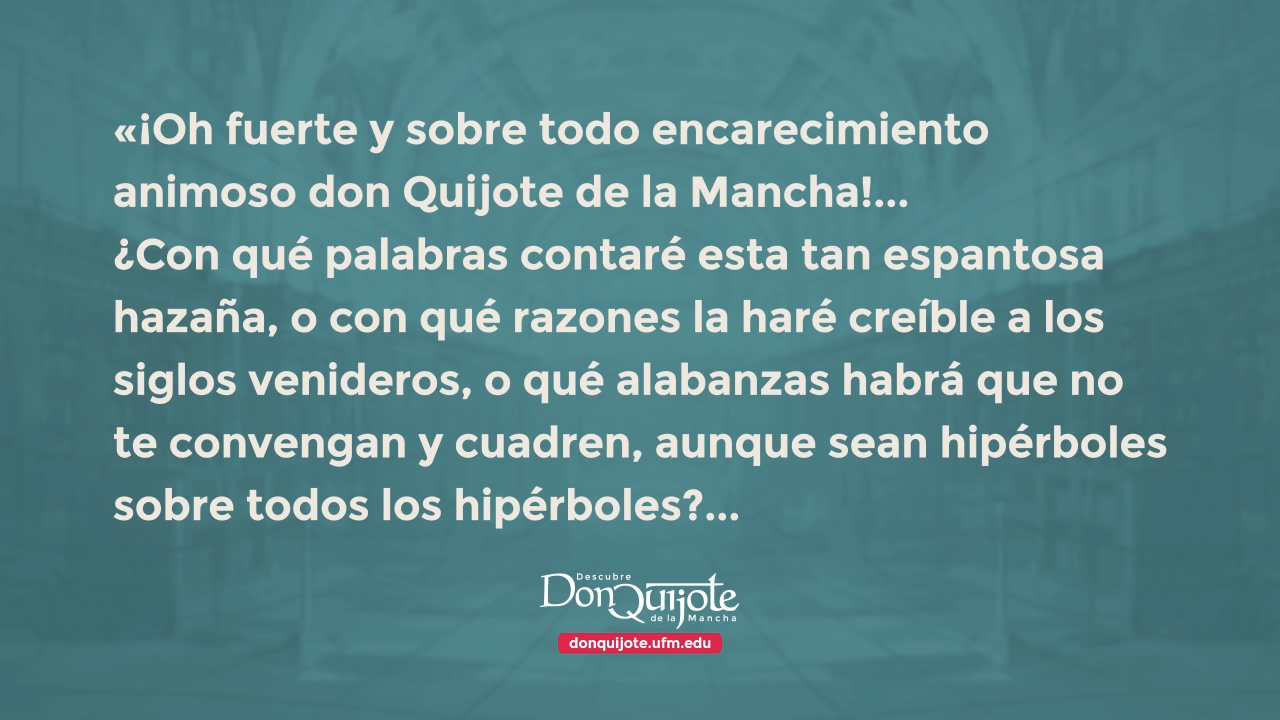 «¡Oh fuerte y sobre todo encarecimiento
animoso don Quijote de la Mancha!...
¿Con qué palabras contaré esta tan espantosa
hazaña, o con qué razones la haré creíble a los
siglos venideros, o qué alabanzas habrá que no
te convengan y cuadren, aunque sean hipérboles
sobre todos los hipérboles?...
Descubre
Don Quijote
de la Mancha
donquijote.ufm.edu